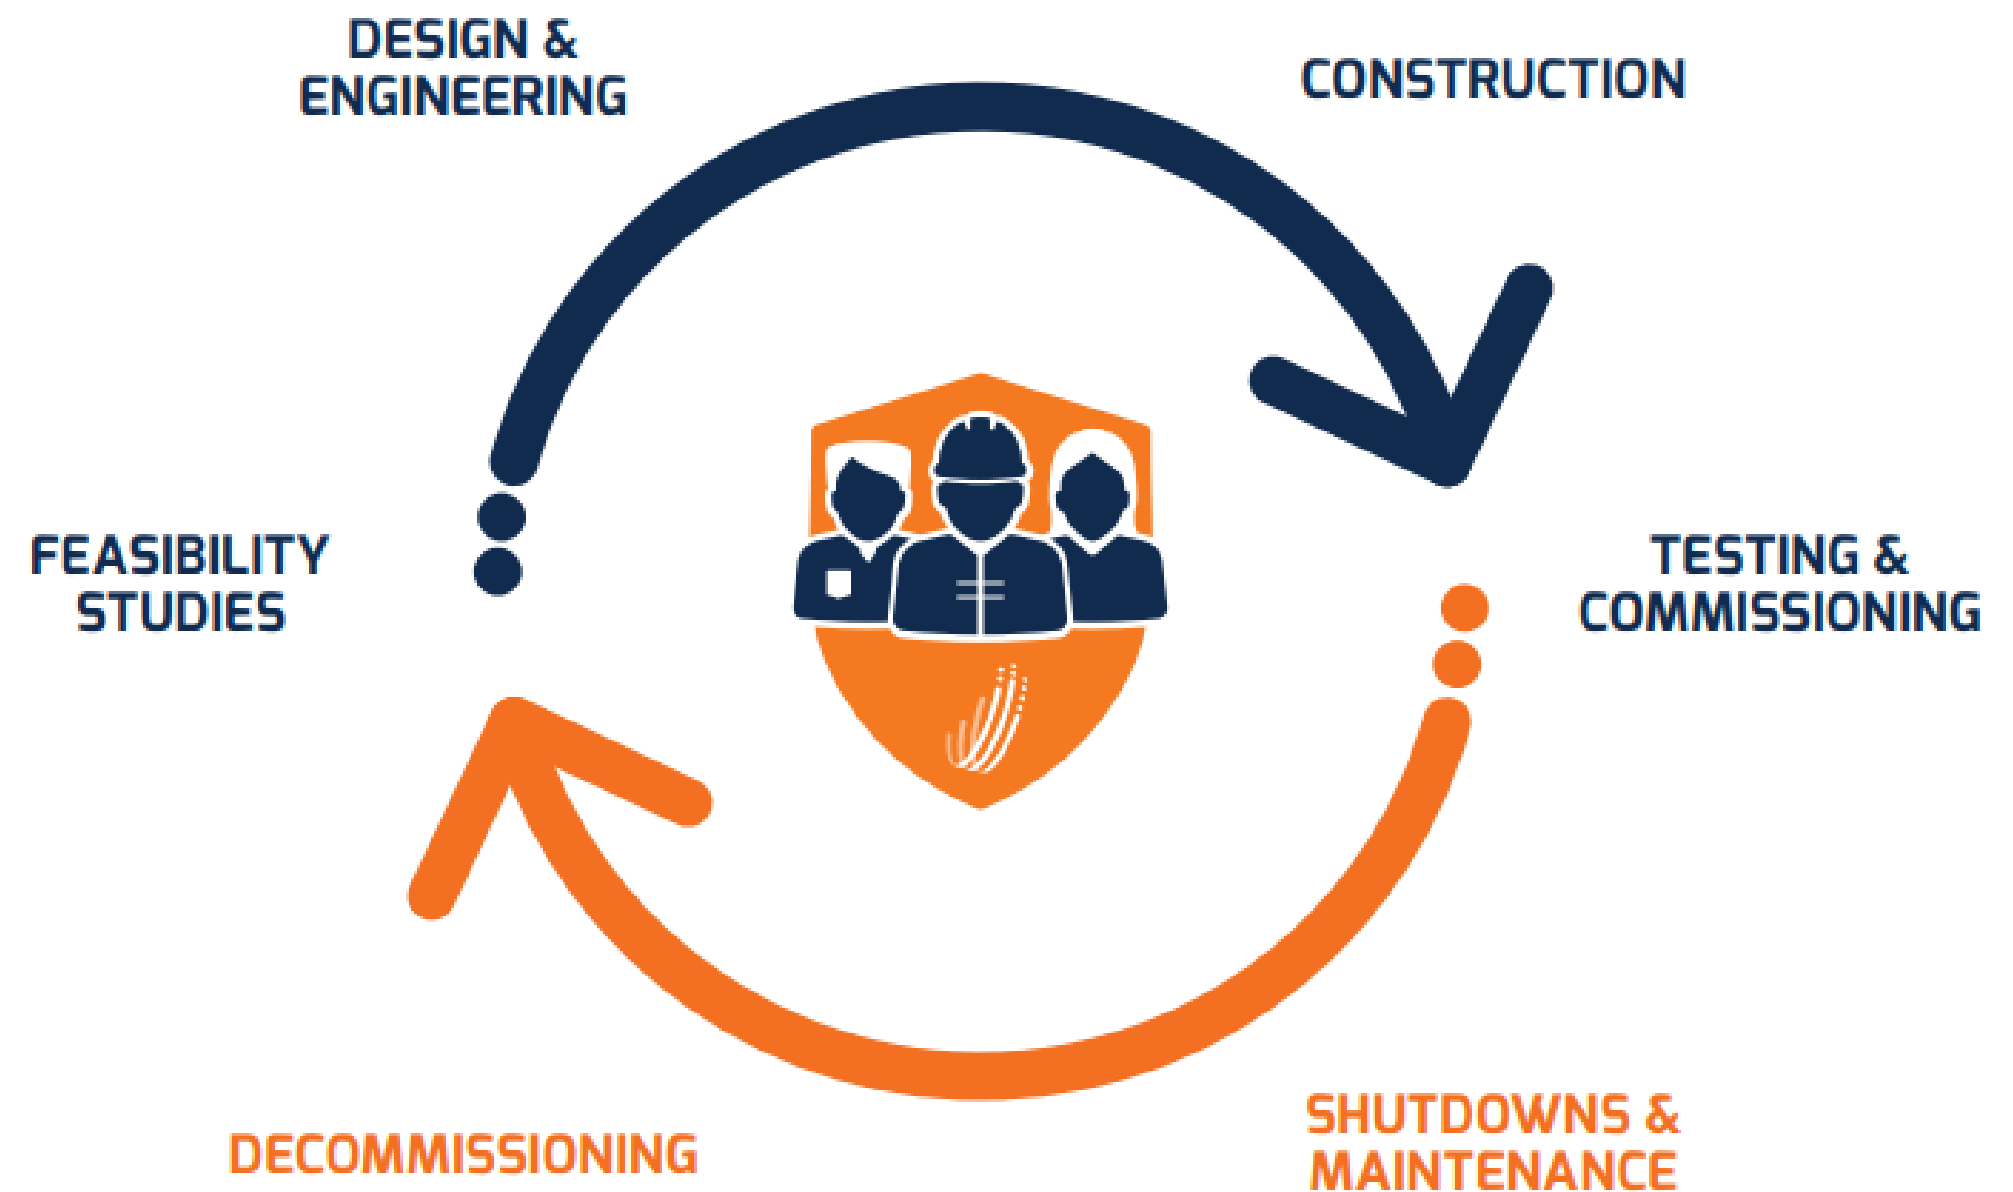 DESIGN &
ENGINEERING
CONSTRUCTION
FEASIBILITY
STUDIES
TESTING &
COMMISSIONING
DECOMMISSIONING
SHUTDOWNS &
MAINTENANCE